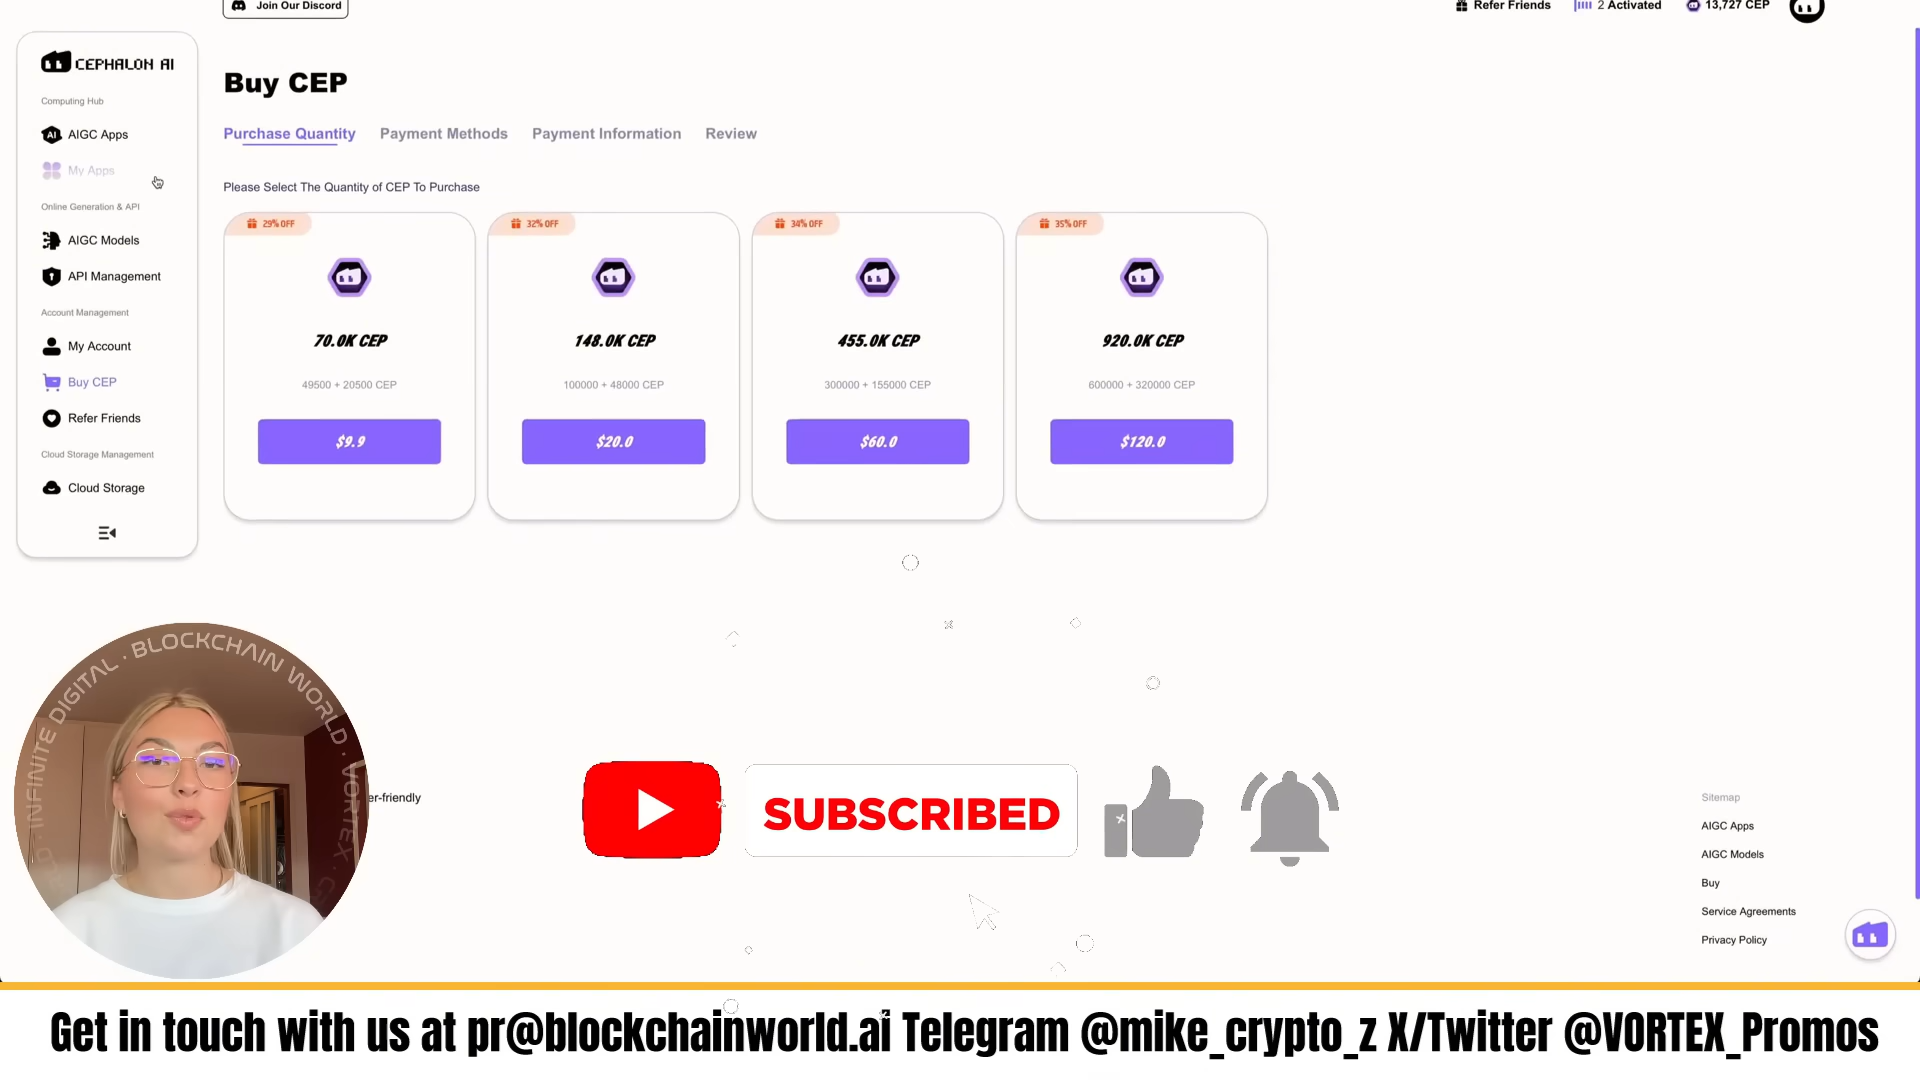 Join Our Discord
Refer Friends
2 Activated
13,727 CEP
CEPHALON AI
Computing Hub
AIGC Apps
My Apps
Online Generation & API
AIGC Models
API Management
Account Management
My Account
Buy CEP
Refer Friends
Cloud Storage Management
Cloud Storage
Buy CEP
Purchase Quantity
Payment Methods
Payment Information
Review
Please Select The Quantity of CEP To Purchase
29% OFF
70.0K CEP
49500 + 20500 CEP
$9.9
32% OFF
148.0K CEP
100000 + 48000 CEP
$20.0
34% OFF
455.0K CEP
300000 + 155000 CEP
$60.0
35% OFF
920.0K CEP
600000 + 320000 CEP
$120.0
INFINITE DIGITAL · BLOCKCHAIN WORLD · VORTEX ·
er-friendly
SUBSCRIBED
Sitemap
AIGC Apps
AIGC Models
Buy
Service Agreements
Privacy Policy
Get in touch with us at pr@blockchainworld.ai Telegram @mike_crypto_z X/Twitter @VORTEX_Promos